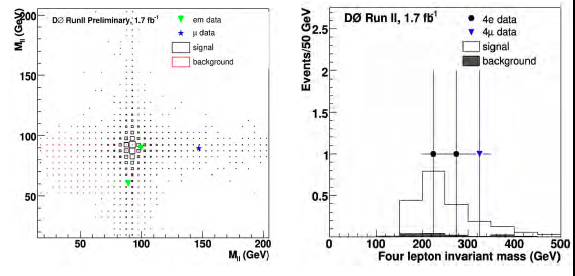 M_ll (GeV)
200
150
100
50
DØ RunII Preliminary, 1.7 fb⁻¹
em data
μ data
signal
background
50
100
150
200
M_ll (GeV)
Events/50 GeV
3
2.5
2
1.5
1
0.5
0
DØ Run II, 1.7 fb⁻¹
4e data
4μ data
signal
background
0
100
200
300
400
500
Four lepton invariant mass (GeV)